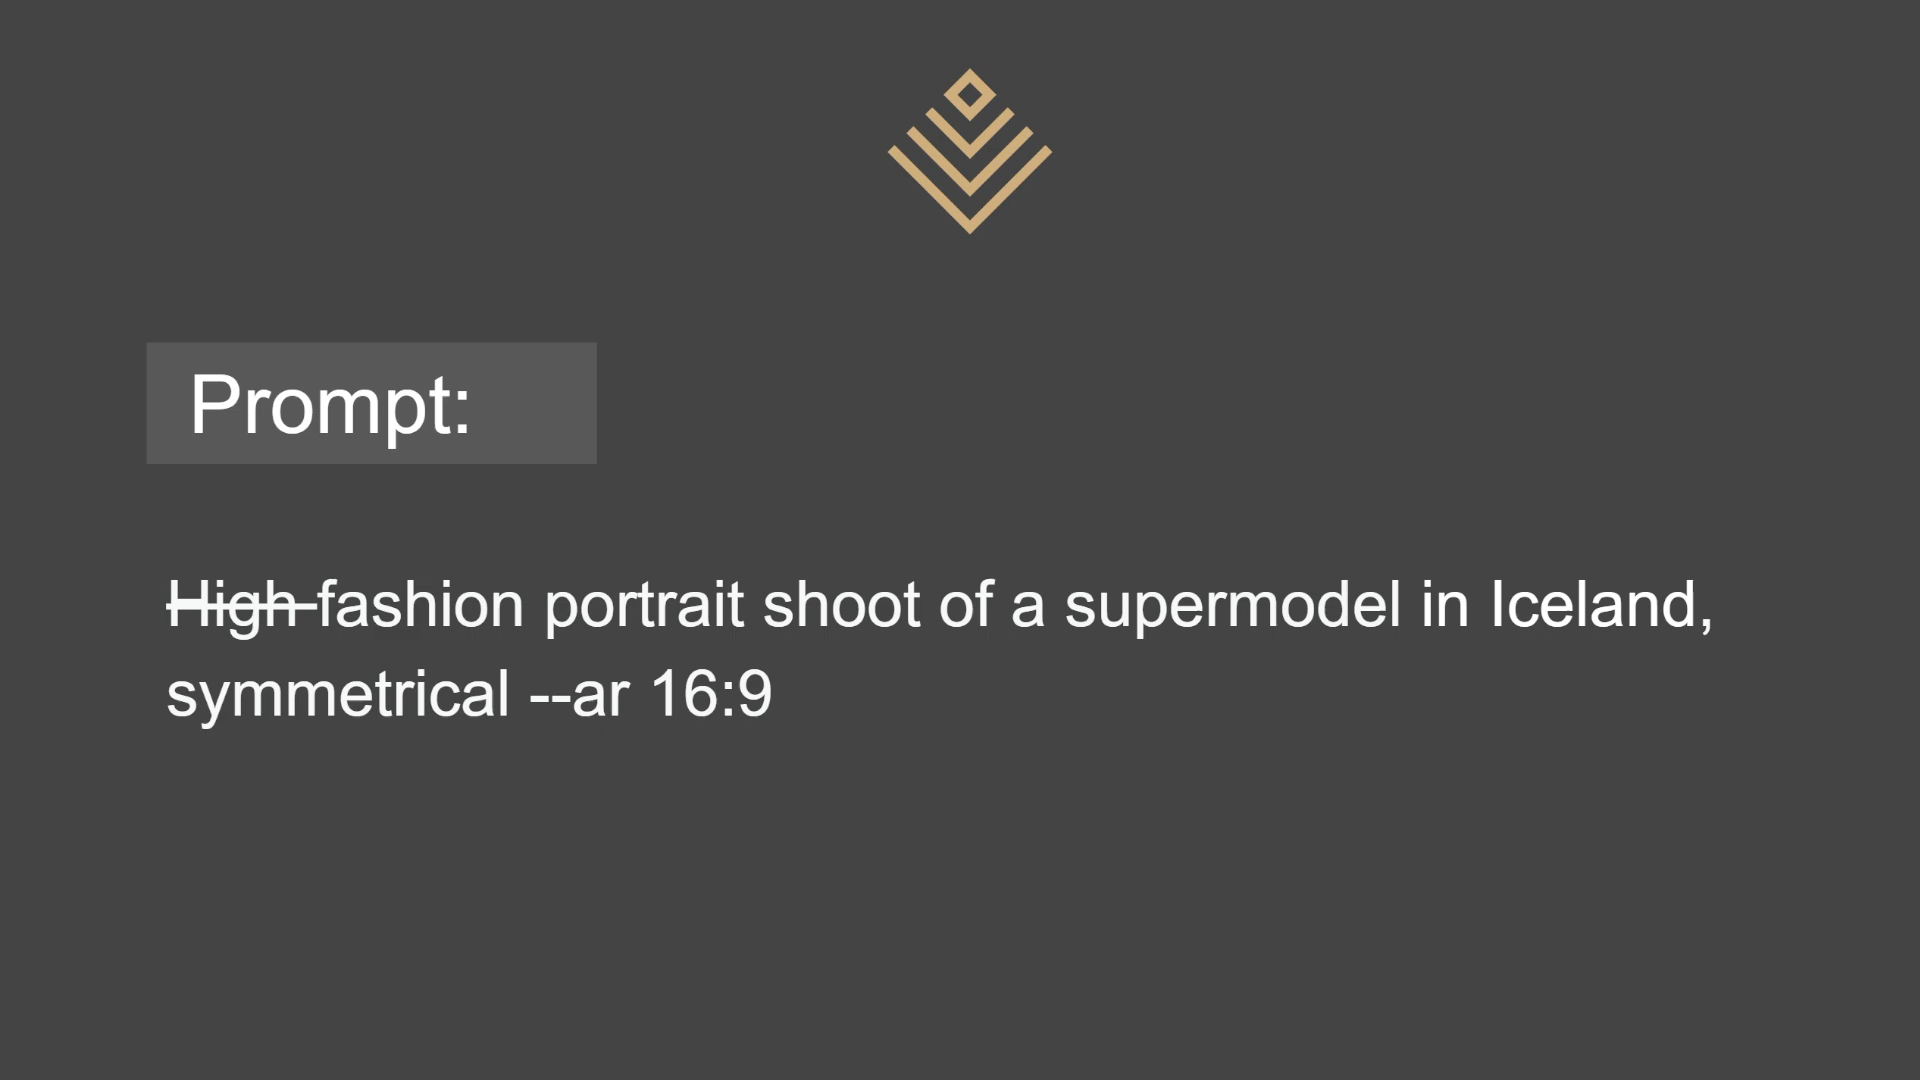 Prompt:
High fashion portrait shoot of a supermodel in Iceland,
symmetrical --ar 16:9